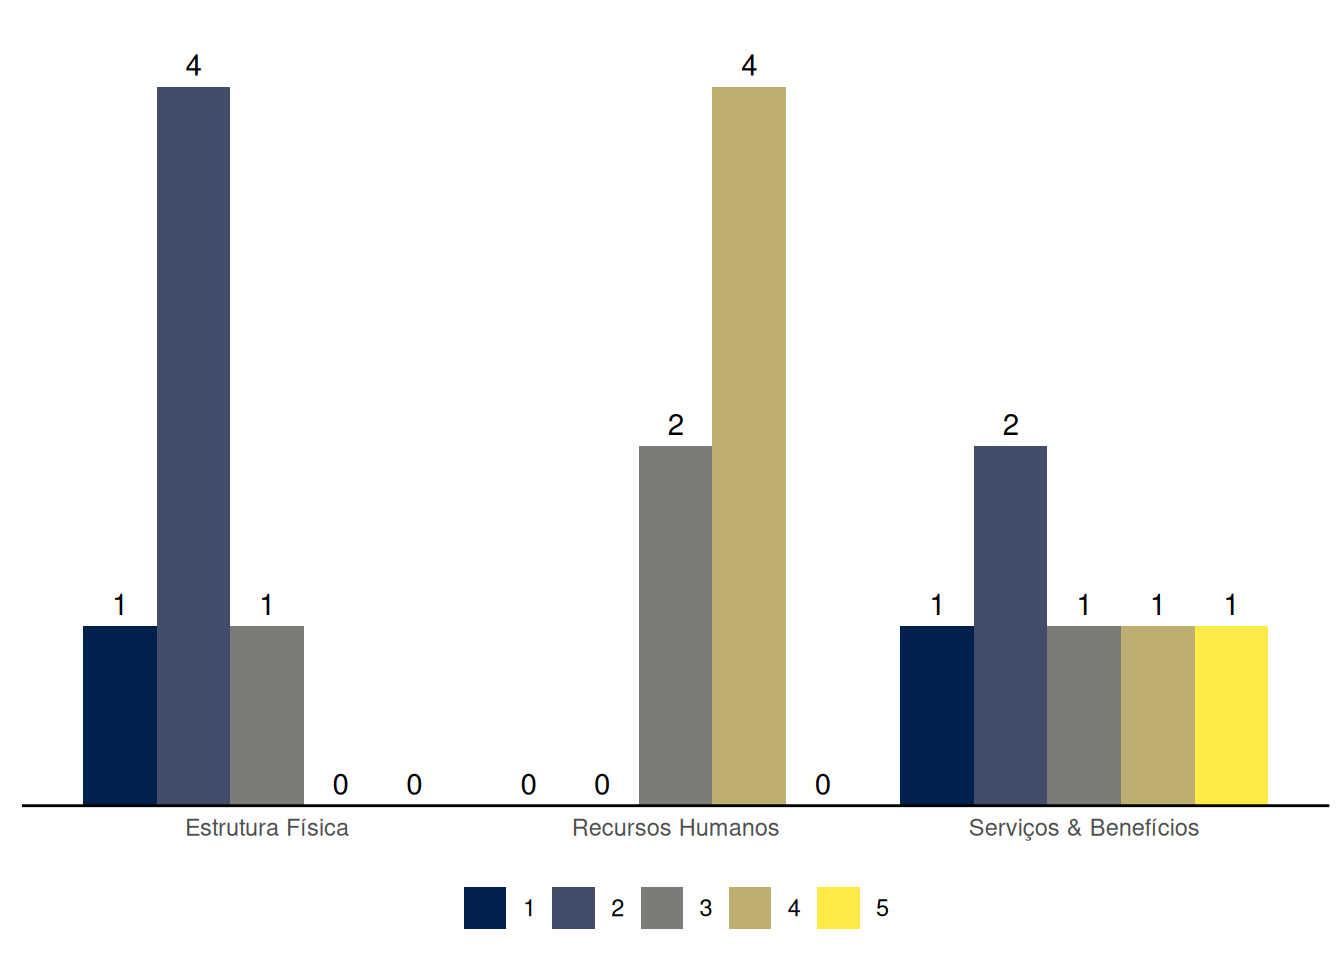 4 4
2 2
1 1 1 1 1 1
0 0 0 0 0
Estrutura Física Recursos Humanos Serviços & Benefícios
1 2 3 4 5